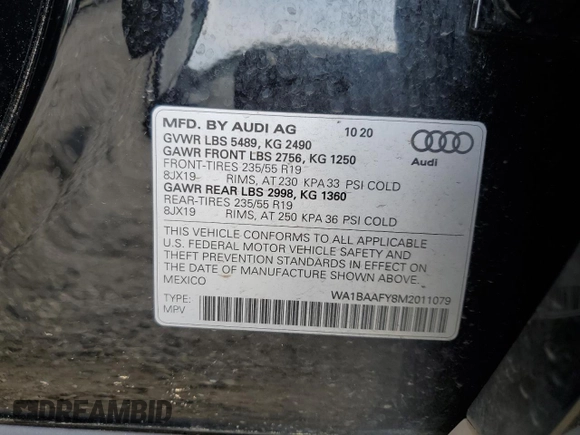 MFD. BY AUDI AG 10 20
GVWR LBS 5489, KG 2490
GAWR FRONT LBS 2756, KG 1250
FRONT-TIRES 235/55 R19
8JX19 RIMS, AT 230 KPA 33 PSI COLD
GAWR REAR LBS 2998, KG 1360
REAR-TIRES 235/55 R19
8JX19 RIMS, AT 250 KPA 36 PSI COLD
Audi
THIS VEHICLE CONFORMS TO ALL APPLICABLE
U.S. FEDERAL MOTOR VEHICLE SAFETY AND
THEFT PREVENTION STANDARDS IN EFFECT ON
THE DATE OF MANUFACTURE SHOWN ABOVE.
MEXICO
WA1BAAFY8M2011079
TYPE:
MPV
DREAMBID